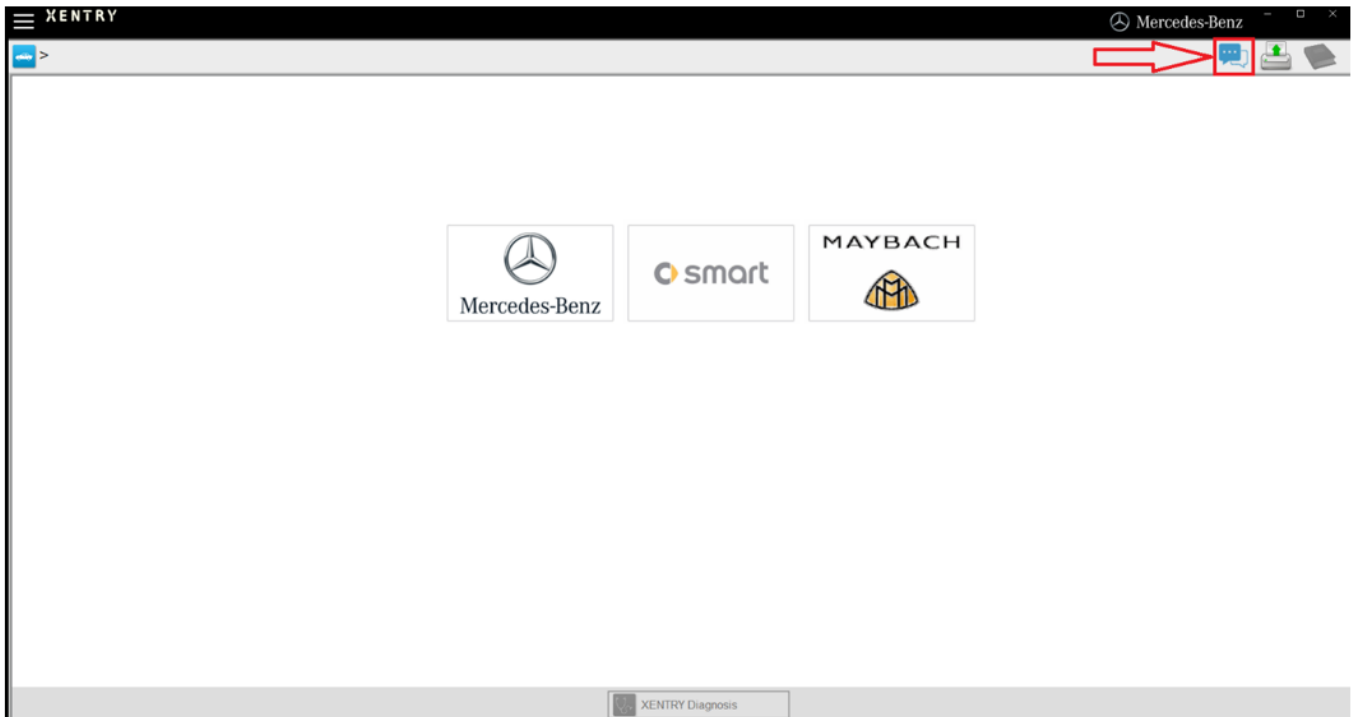 XENTRY
Mercedes-Benz
>
MAYBACH
smart
Mercedes-Benz
XENTRY Diagnosis